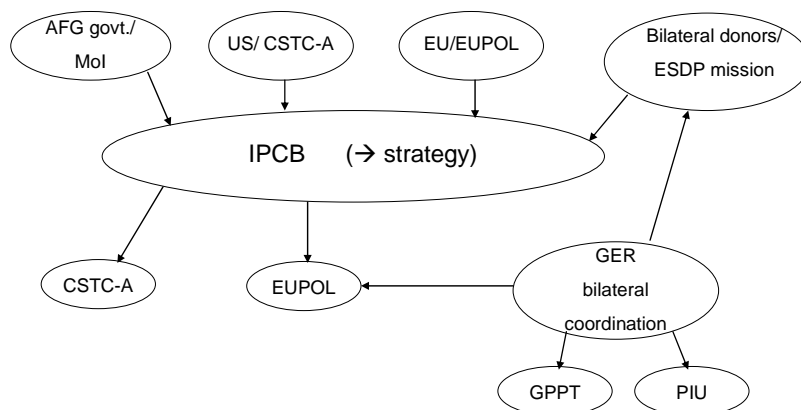 AFG govt./
MoI
US/ CSTC-A
EU/EUPOL
Bilateral donors/
ESDP mission
IPCB (→ strategy)
CSTC-A
EUPOL
GER
bilateral
coordination
GPPT
PIU